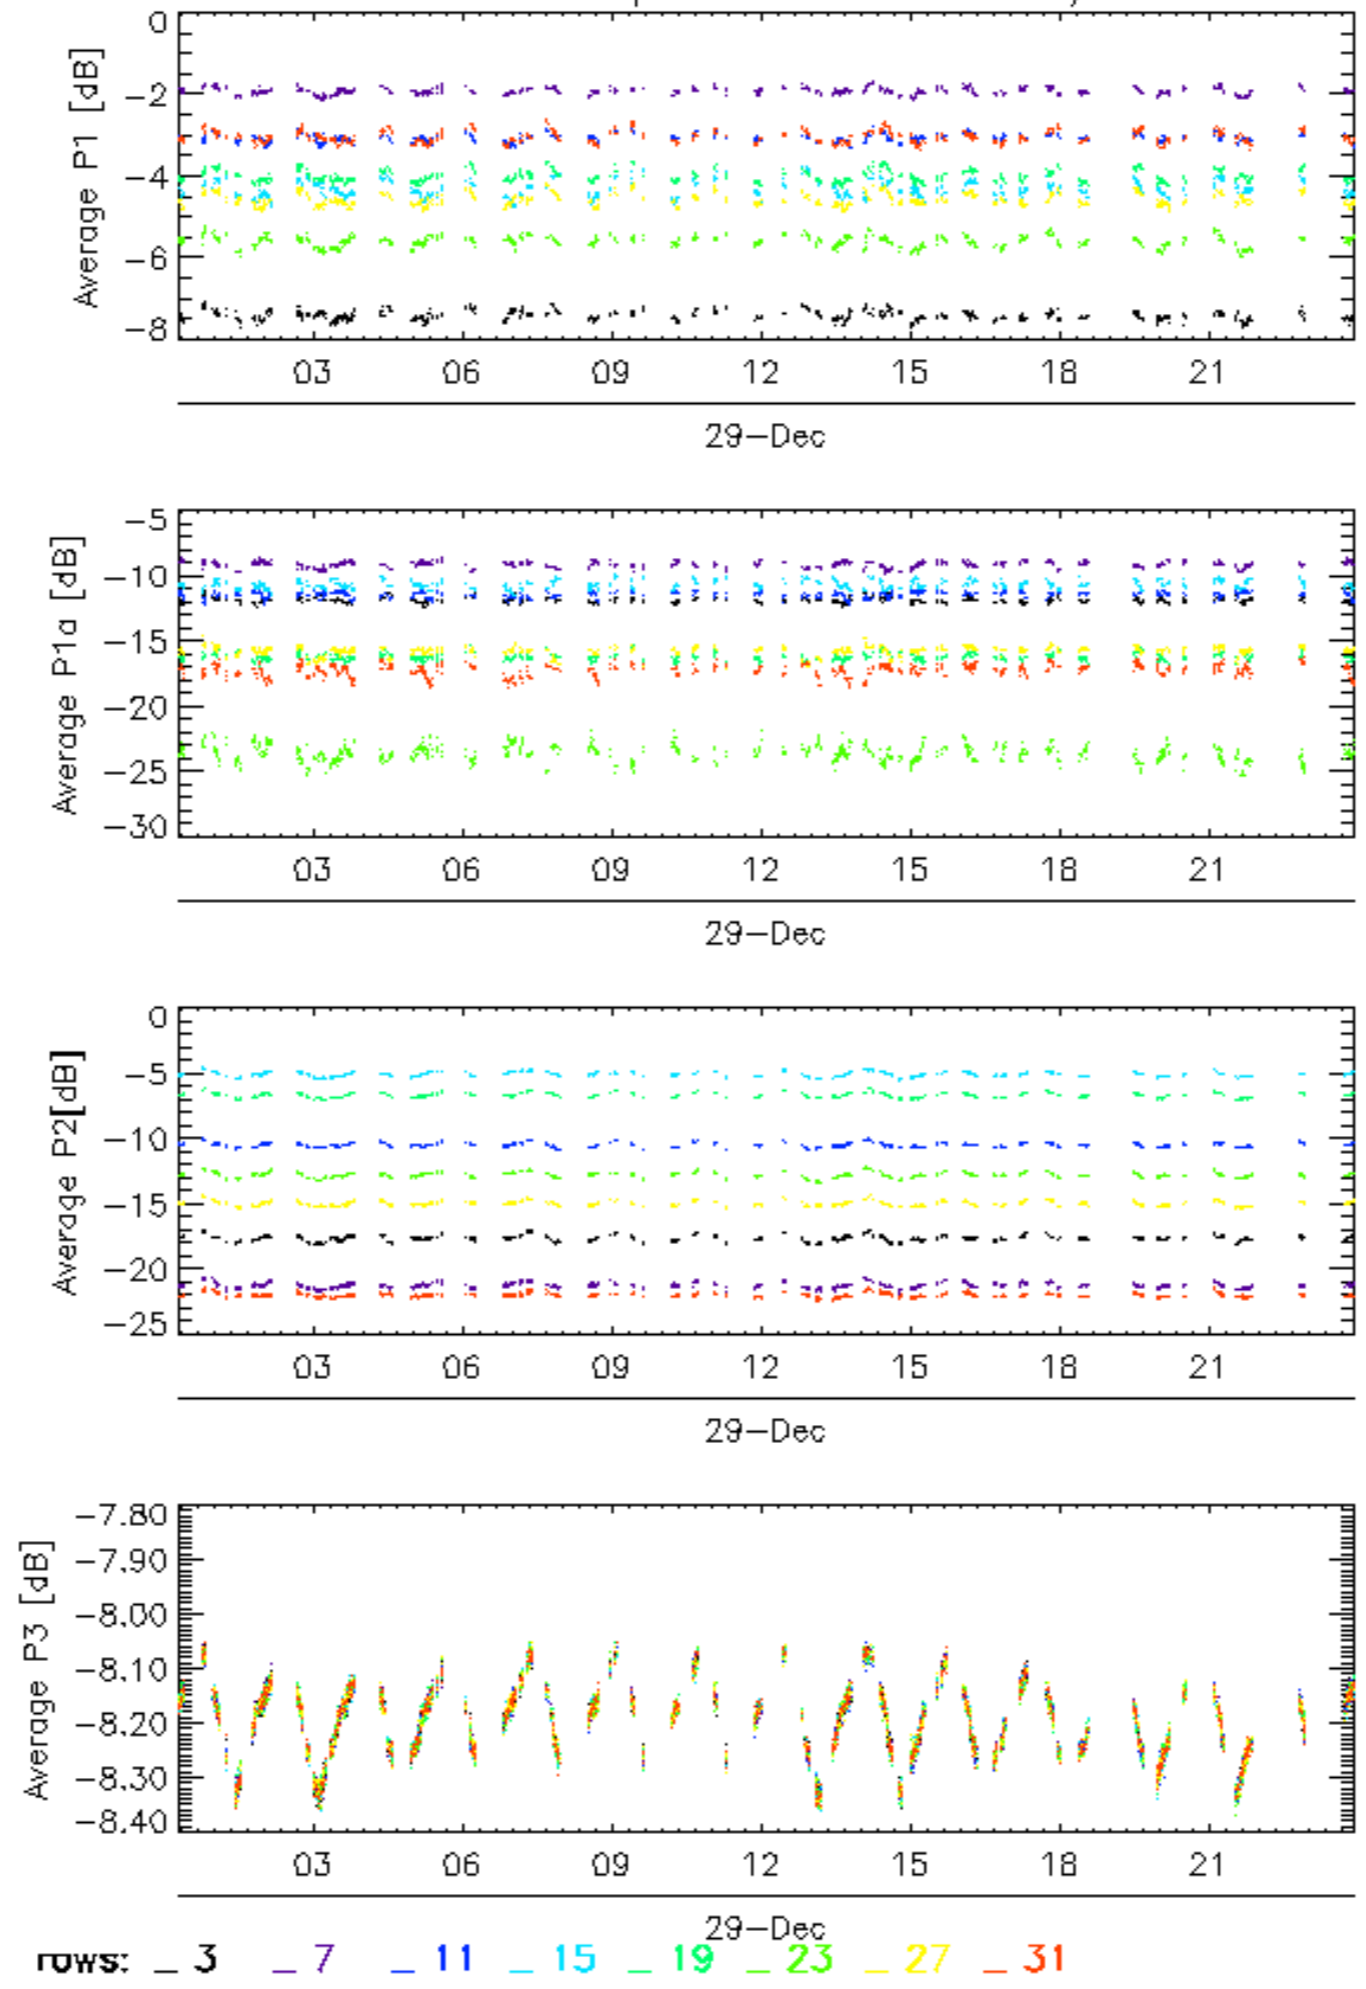 Average P1 [dB]
0
−2
−4
−6
−8
03 06 09 12 15 18 21
29−Dec
Average P1a [dB]
−5
−10
−15
−20
−25
−30
03 06 09 12 15 18 21
29−Dec
Average P2[dB]
0
−5
−10
−15
−20
−25
03 06 09 12 15 18 21
29−Dec
Average P3 [dB]
−7.80
−7.90
−8.00
−8.10
−8.20
−8.30
−8.40
03 06 09 12 15 18 21
29−Dec
rows: _ 3 _ 7 _ 11 _ 15 _ 19 _ 23 _ 27 _ 31